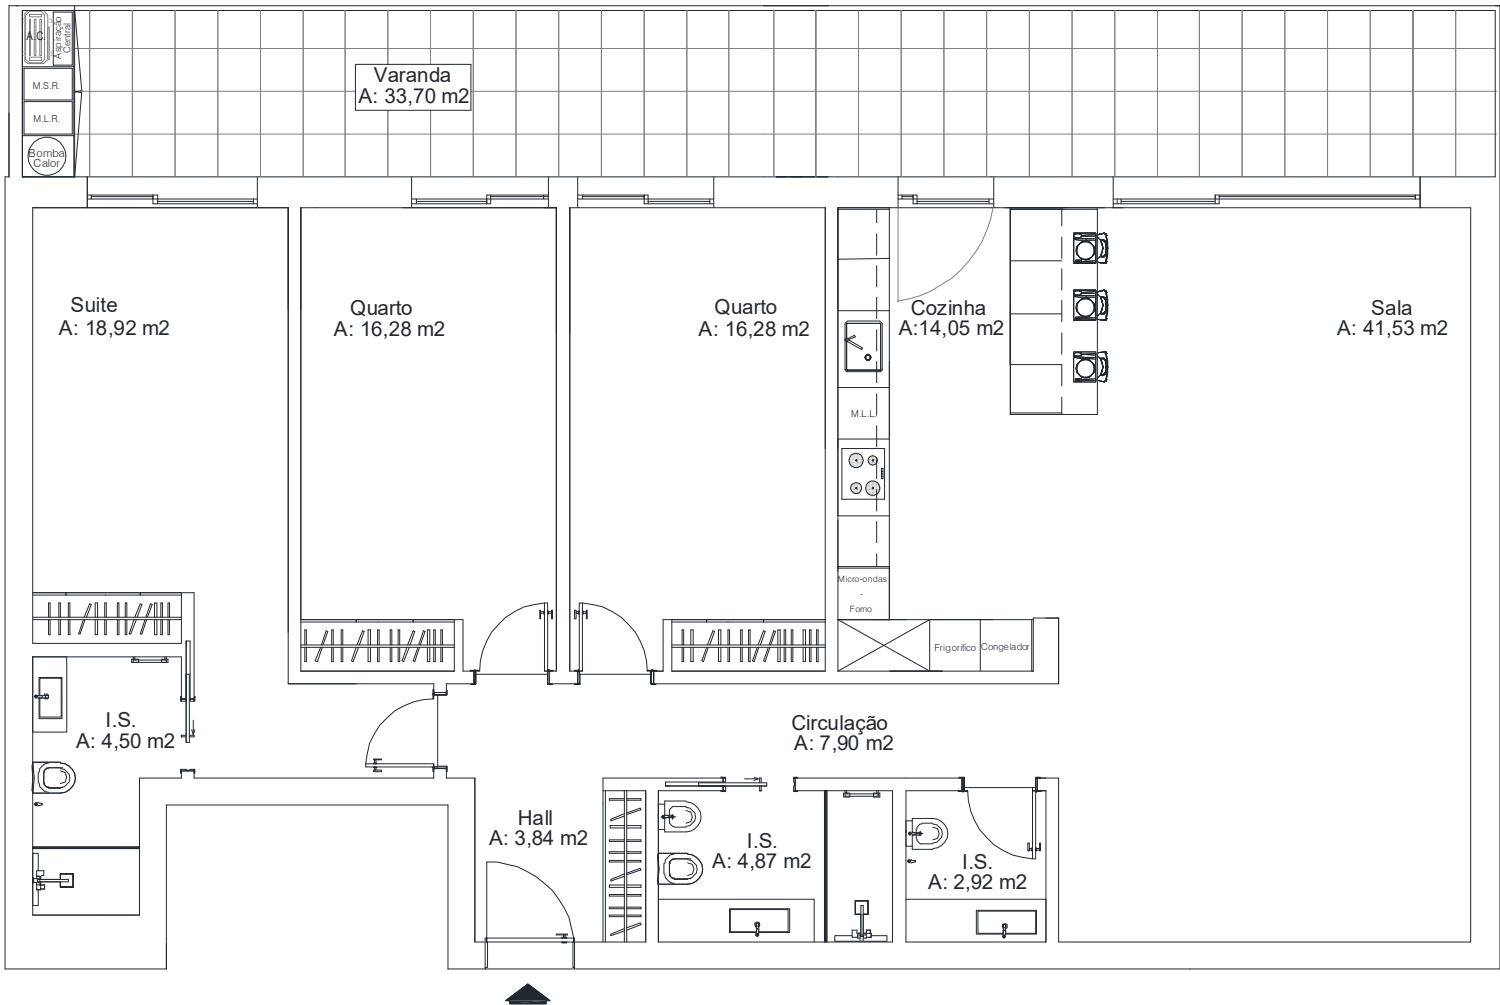 A.C.
Aspiração
Central
M.S.R.
M.L.R.
Bomba
Calor
Varanda
A: 33,70 m2
Suite
A: 18,92 m2
Quarto
A: 16,28 m2
Quarto
A: 16,28 m2
Cozinha
A:14,05 m2
Sala
A: 41,53 m2
M.L.L.
Micro-ondas
-
Forno
Frigorífico
Congelador
I.S.
A: 4,50 m2
Circulação
A: 7,90 m2
Hall
A: 3,84 m2
I.S.
A: 4,87 m2
I.S.
A: 2,92 m2